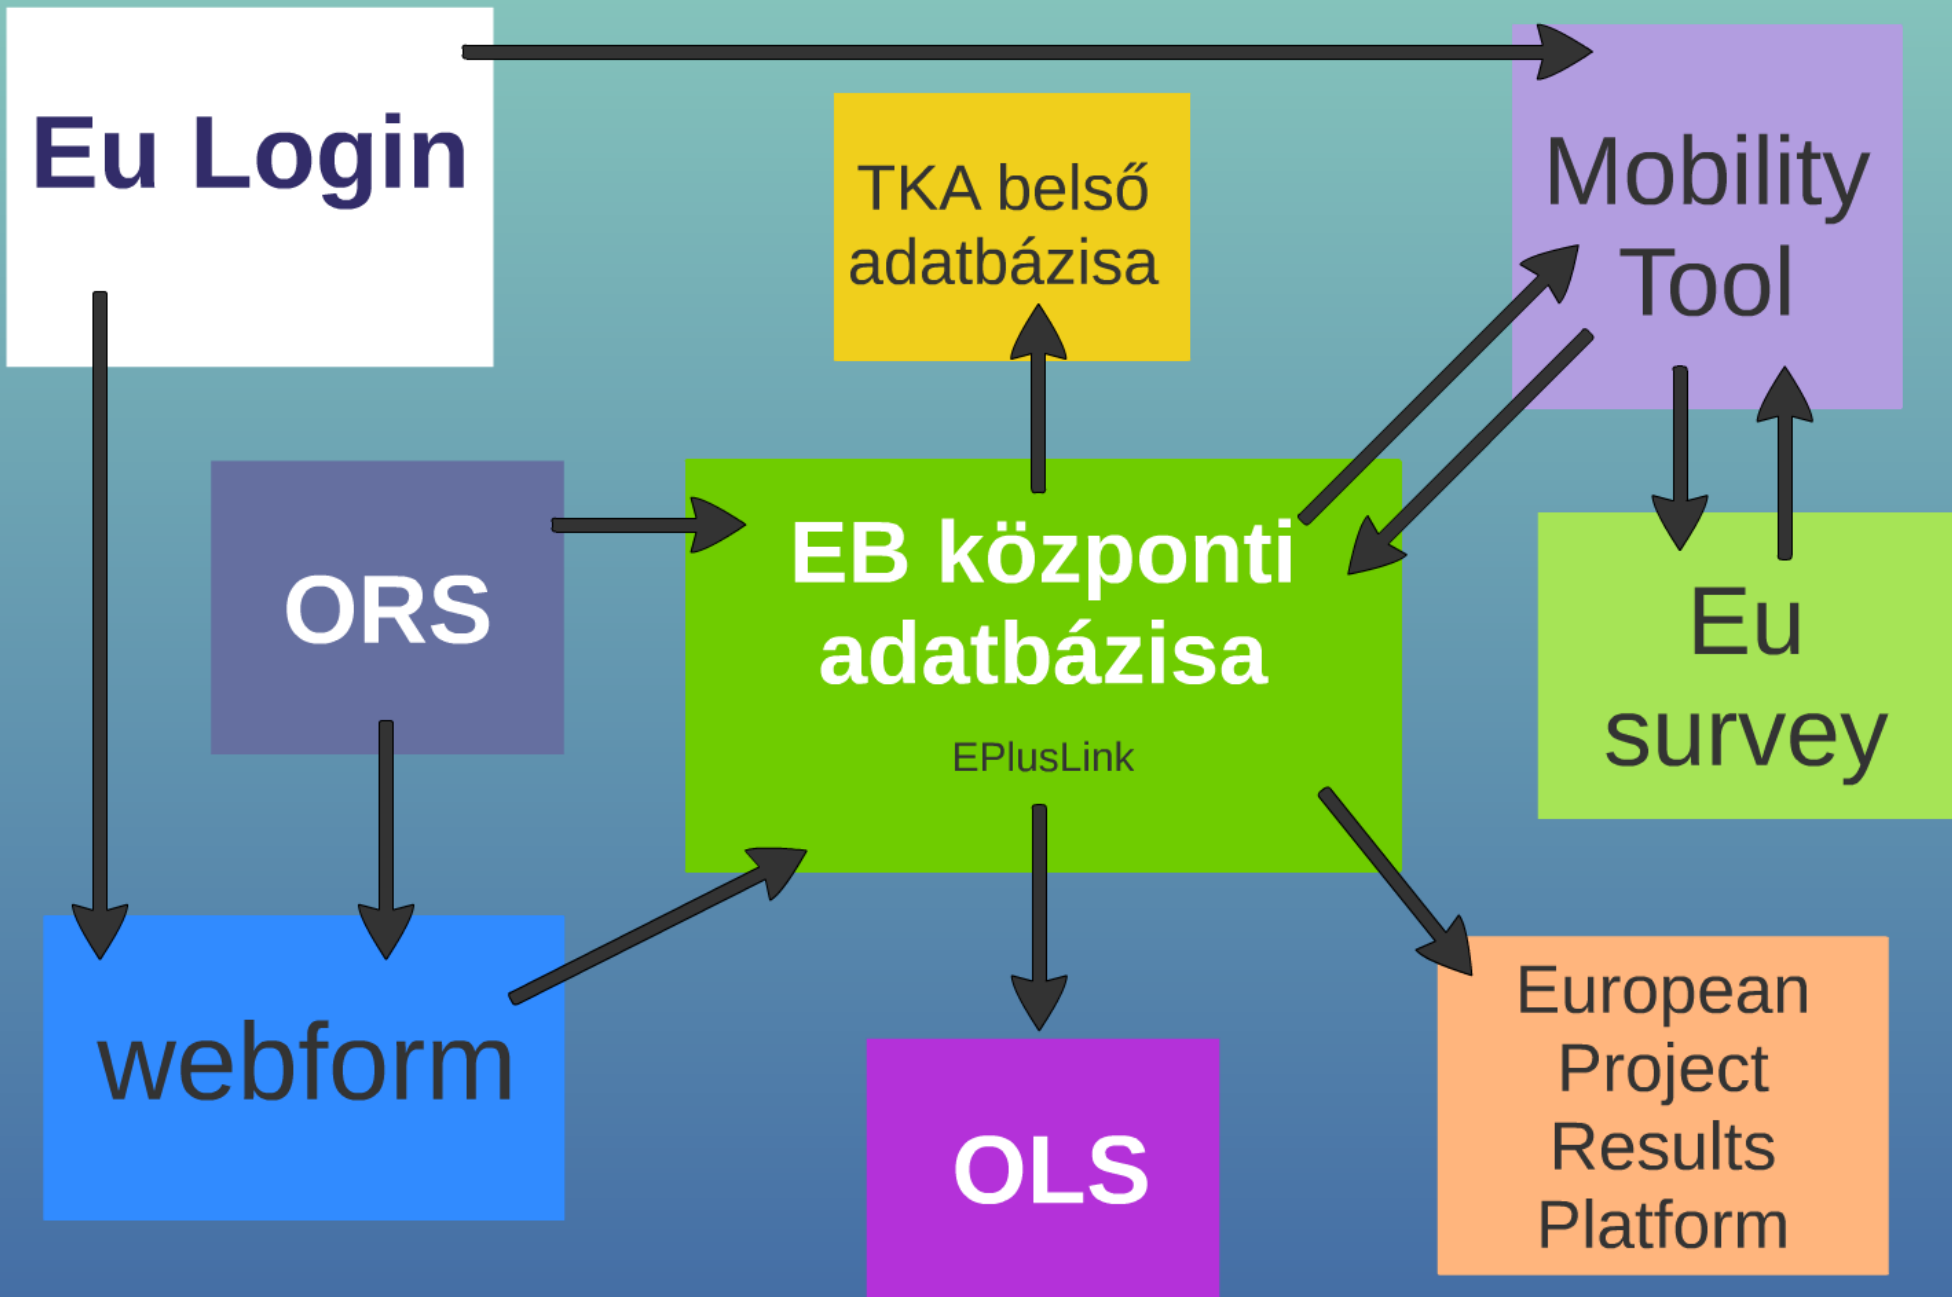 Eu Login
TKA belső
adatbázisa
Mobility
Tool
ORS
EB központi
adatbázisa
EPlusLink
Eu
survey
webform
OLS
European
Project
Results
Platform